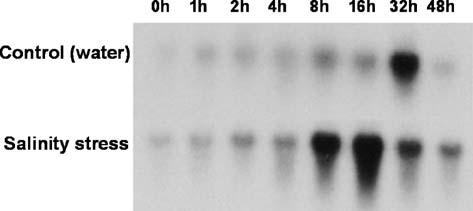 0h 1h 2h 4h 8h 16h 32h 48h
Control (water)
Salinity stress